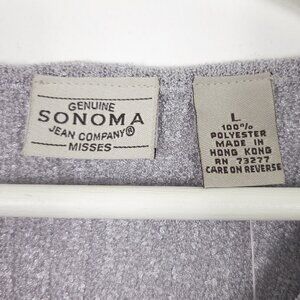 GENUINE
SONOMA
JEAN COMPANY®
MISSES
L
100%
POLYESTER
MADE IN
HONG KONG
RN 73277
CARE ON REVERSE